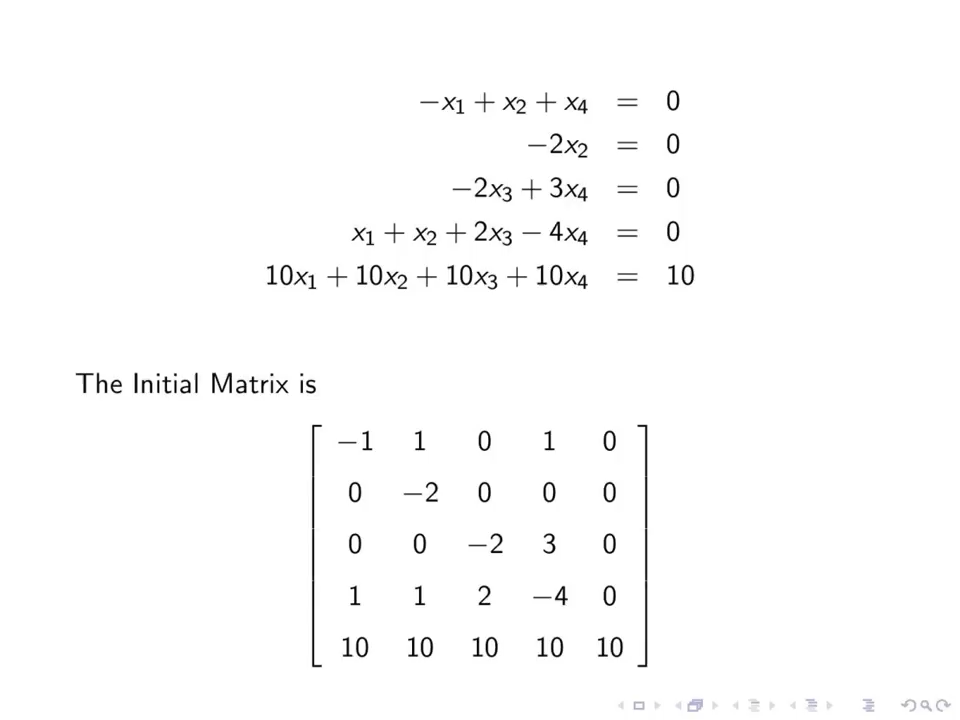 −x₁ + x₂ + x₄ = 0
−2x₂ = 0
−2x₃ + 3x₄ = 0
x₁ + x₂ + 2x₃ − 4x₄ = 0
10x₁ + 10x₂ + 10x₃ + 10x₄ = 10
The Initial Matrix is
−1 1 0 1 0
0 −2 0 0 0
0 0 −2 3 0
1 1 2 −4 0
10 10 10 10 10